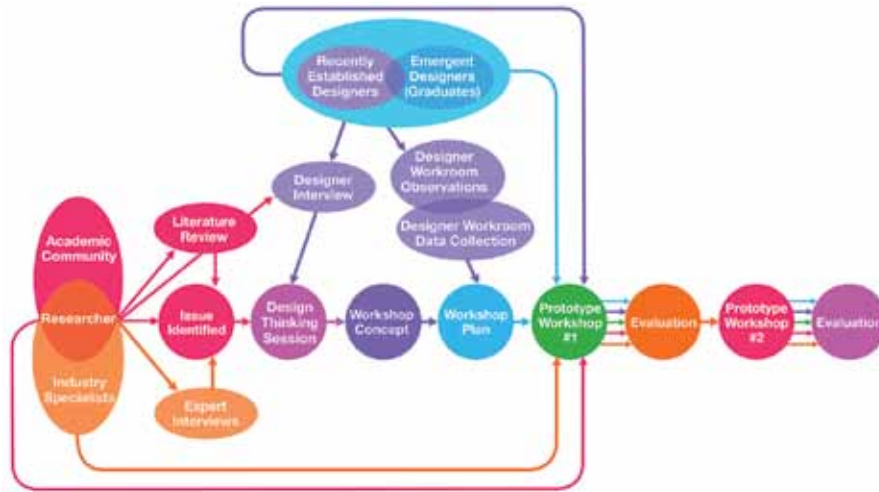 Recently
Established
Designers
Emergent
Designers
(Graduates)
Designer
Interview
Designer
Workroom
Observations
Designer Workroom
Data Collection
Literature
Review
Academic
Community
Researcher
Industry
Specialists
Issue
Identified
Design
Thinking
Session
Workshop
Concept
Workshop
Plan
Prototype
Workshop
#1
Evaluation
Prototype
Workshop
#2
Evaluation
Expert
Interviews